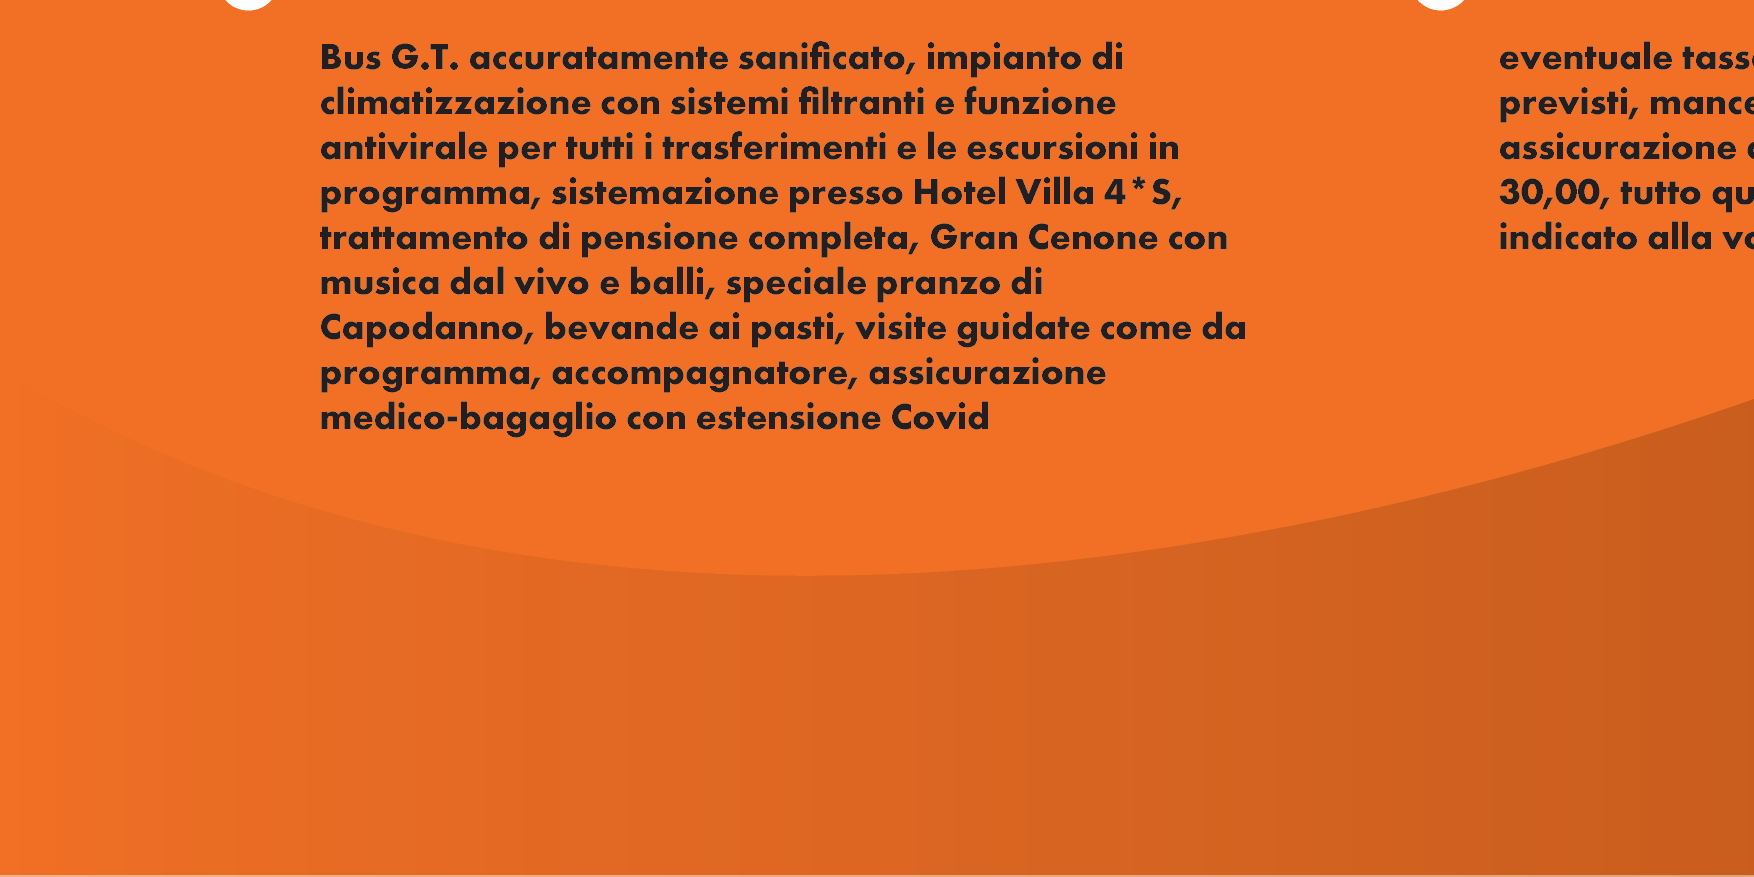 Bus G.T. accuratamente sanificato, impianto di
climatizzazione con sistemi filtranti e funzione
antivirale per tutti i trasferimenti e le escursioni in
programma, sistemazione presso Hotel Villa 4*S,
trattamento di pensione completa, Gran Cenone con
musica dal vivo e balli, speciale pranzo di
Capodanno, bevande ai pasti, visite guidate come da
programma, accompagnatore, assicurazione
medico-bagaglio con estensione Covid
eventuale
previsti,
assicurazione
30,00, tutto
indicato alla